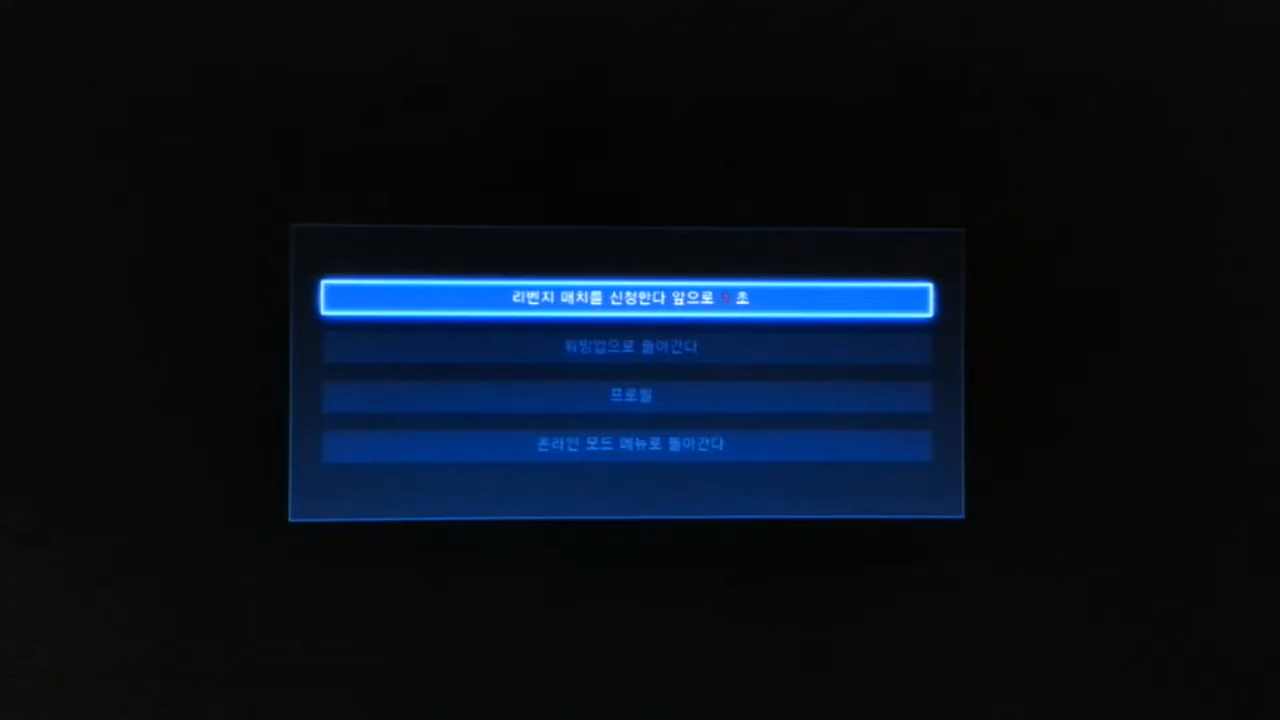 리벤지 매치를 신청한다 앞으로 초
워밍업으로 돌아간다
프로필
온라인 모드 메뉴로 돌아간다